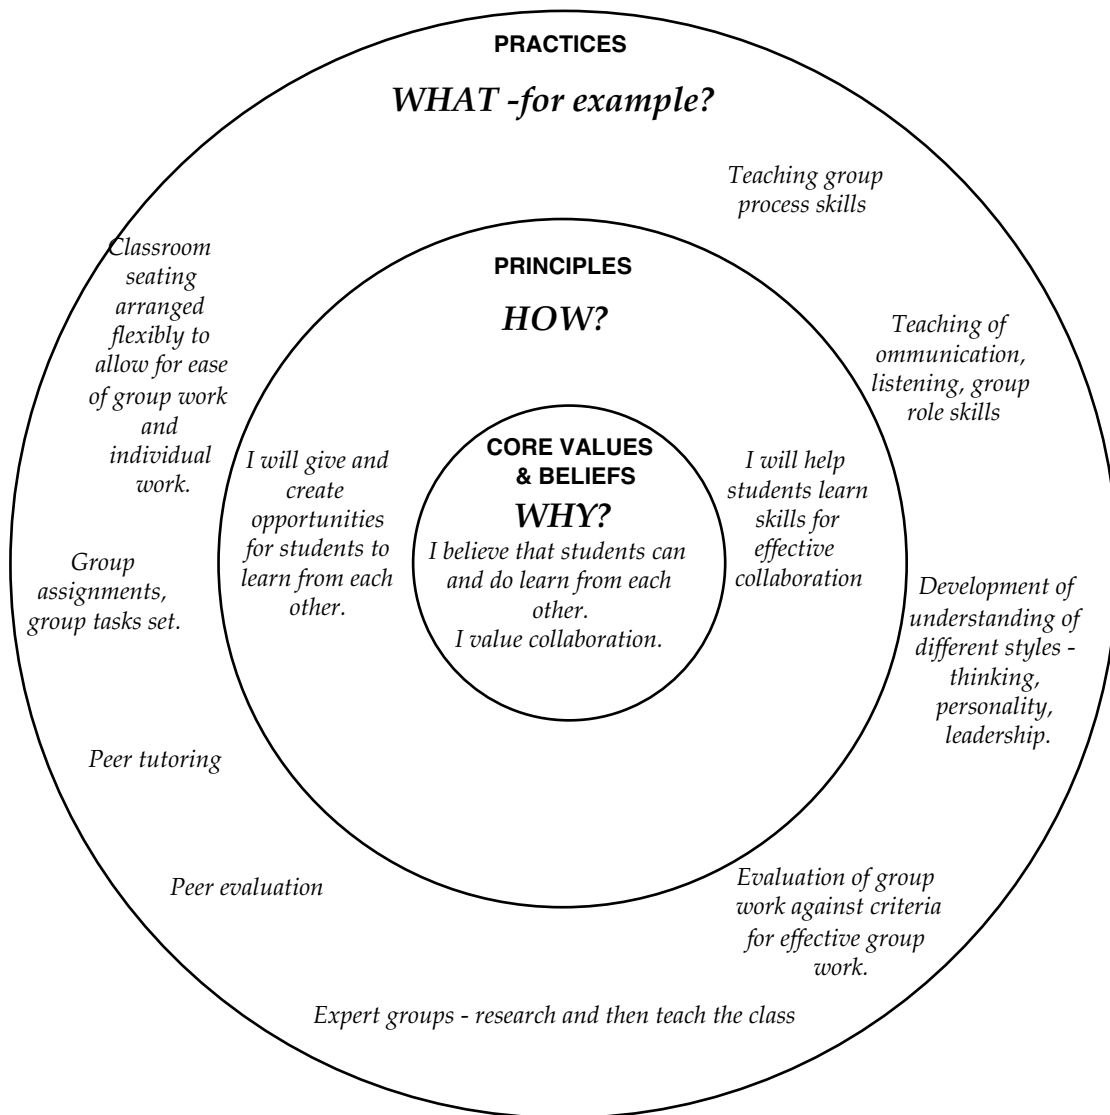 PRACTICES
WHAT -for example?
Teaching group
process skills
Classroom
seating
arranged
flexibly to
allow for ease
of group work
and
individual
work.
PRINCIPLES
HOW?
Teaching of
ommunication,
listening, group
role skills
I will give and
create
opportunities
for students to
learn from each
other.
CORE VALUES
& BELIEFS
WHY?
I believe that students can
and do learn from each
other.
I value collaboration.
I will help
students learn
skills for
effective
collaboration
Group
assignments,
group tasks set.
Development of
understanding of
different styles -
thinking,
personality,
leadership.
Peer tutoring
Peer evaluation
Evaluation of group
work against criteria
for effective group
work.
Expert groups - research and then teach the class